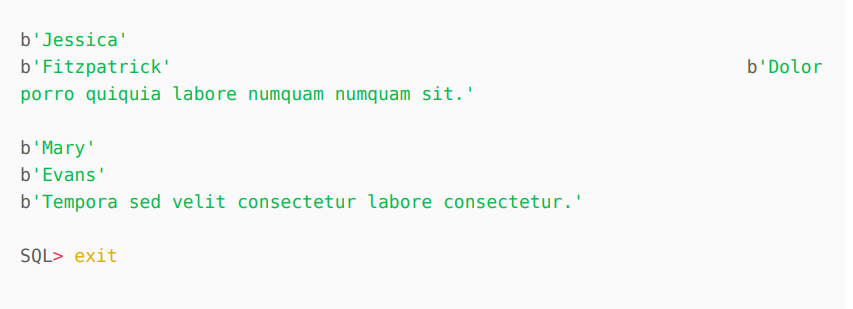 b'Jessica'
b'Fitzpatrick' b'Dolor
porro quiquia labore numquam numquam sit.'
b'Mary'
b'Evans'
b'Tempora sed velit consectetur labore consectetur.'
SQL> exit